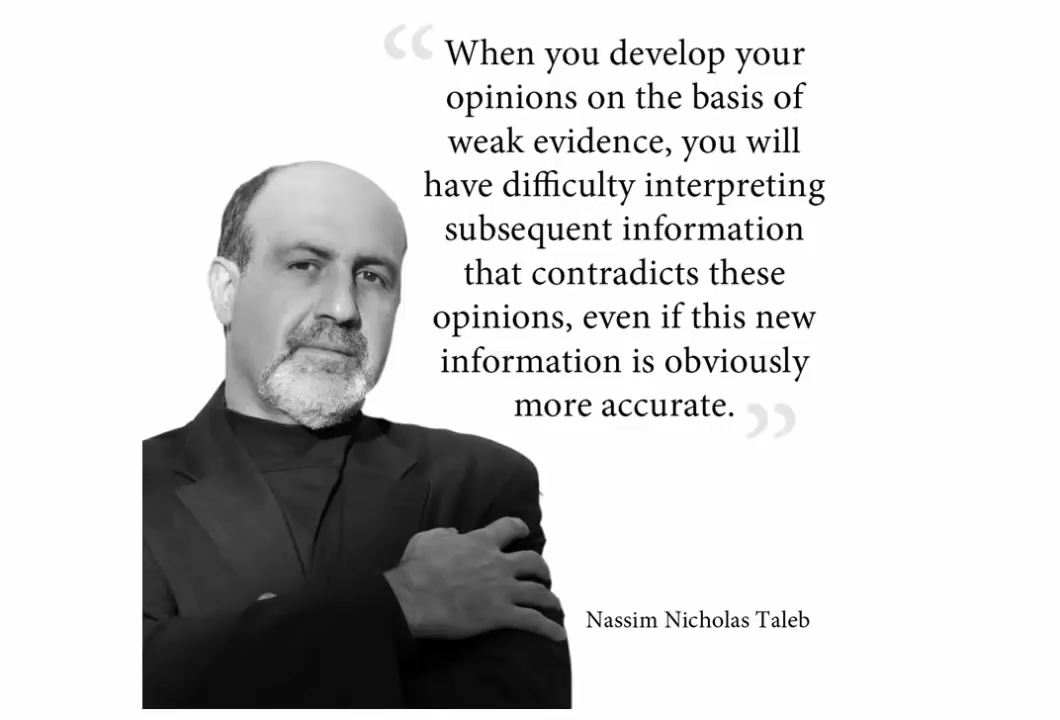 “ When you develop your
opinions on the basis of
weak evidence, you will
have difficulty interpreting
subsequent information
that contradicts these
opinions, even if this new
information is obviously
more accurate. ”
Nassim Nicholas Taleb